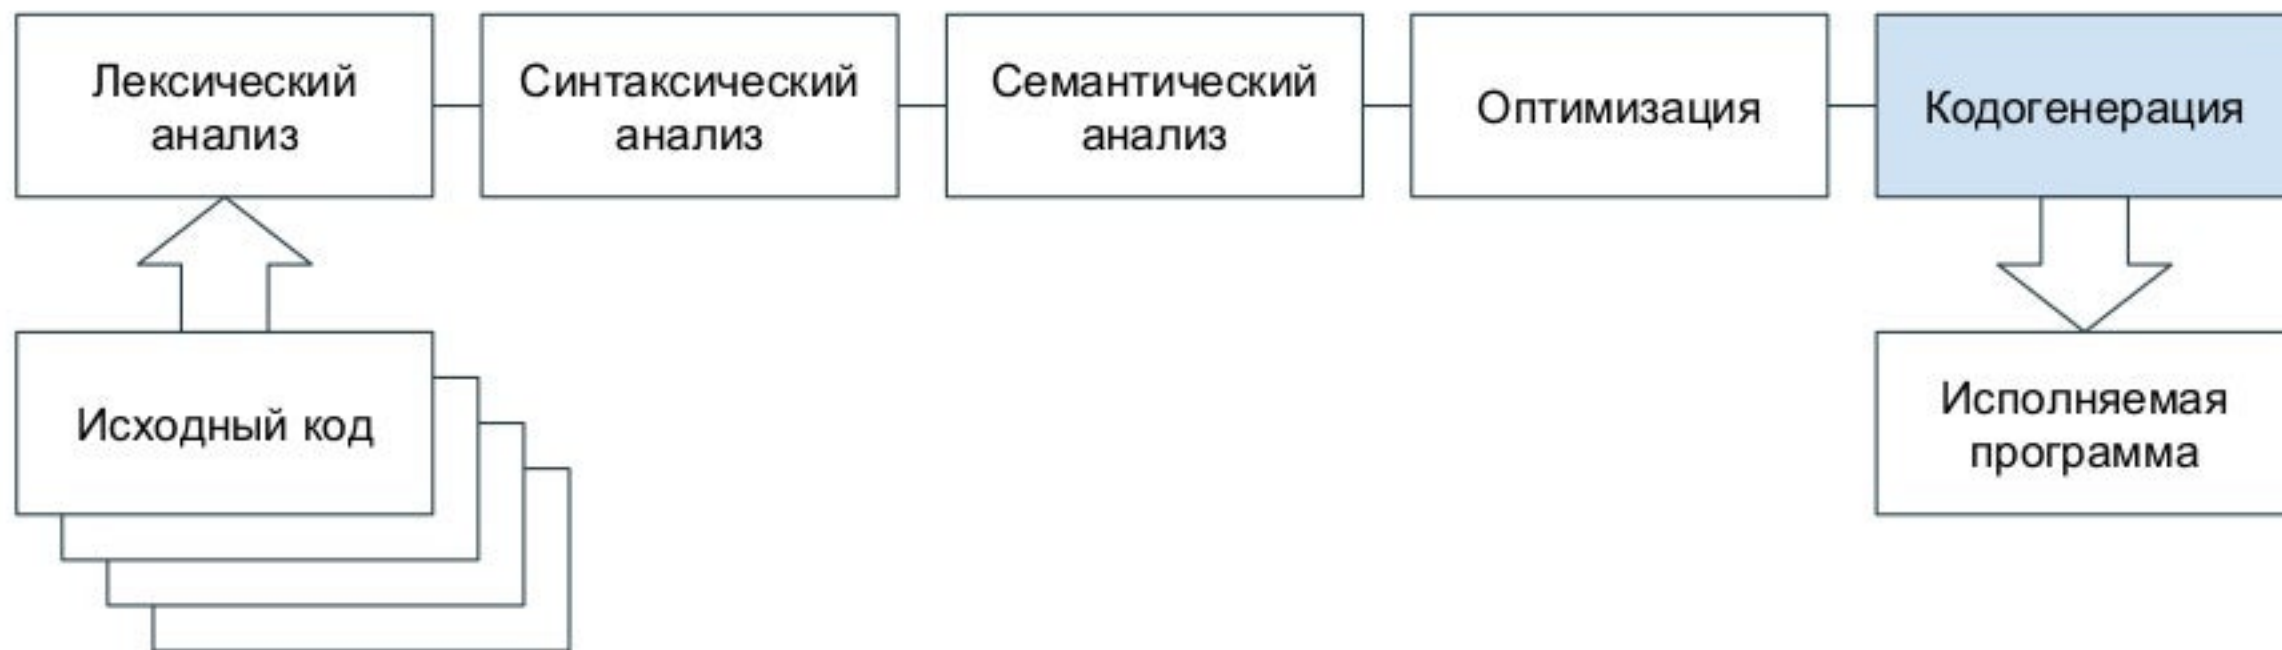 Лексический
анализ
Синтаксический
анализ
Семантический
анализ
Оптимизация
Кодогенерация
Исходный код
Исполняемая
программа